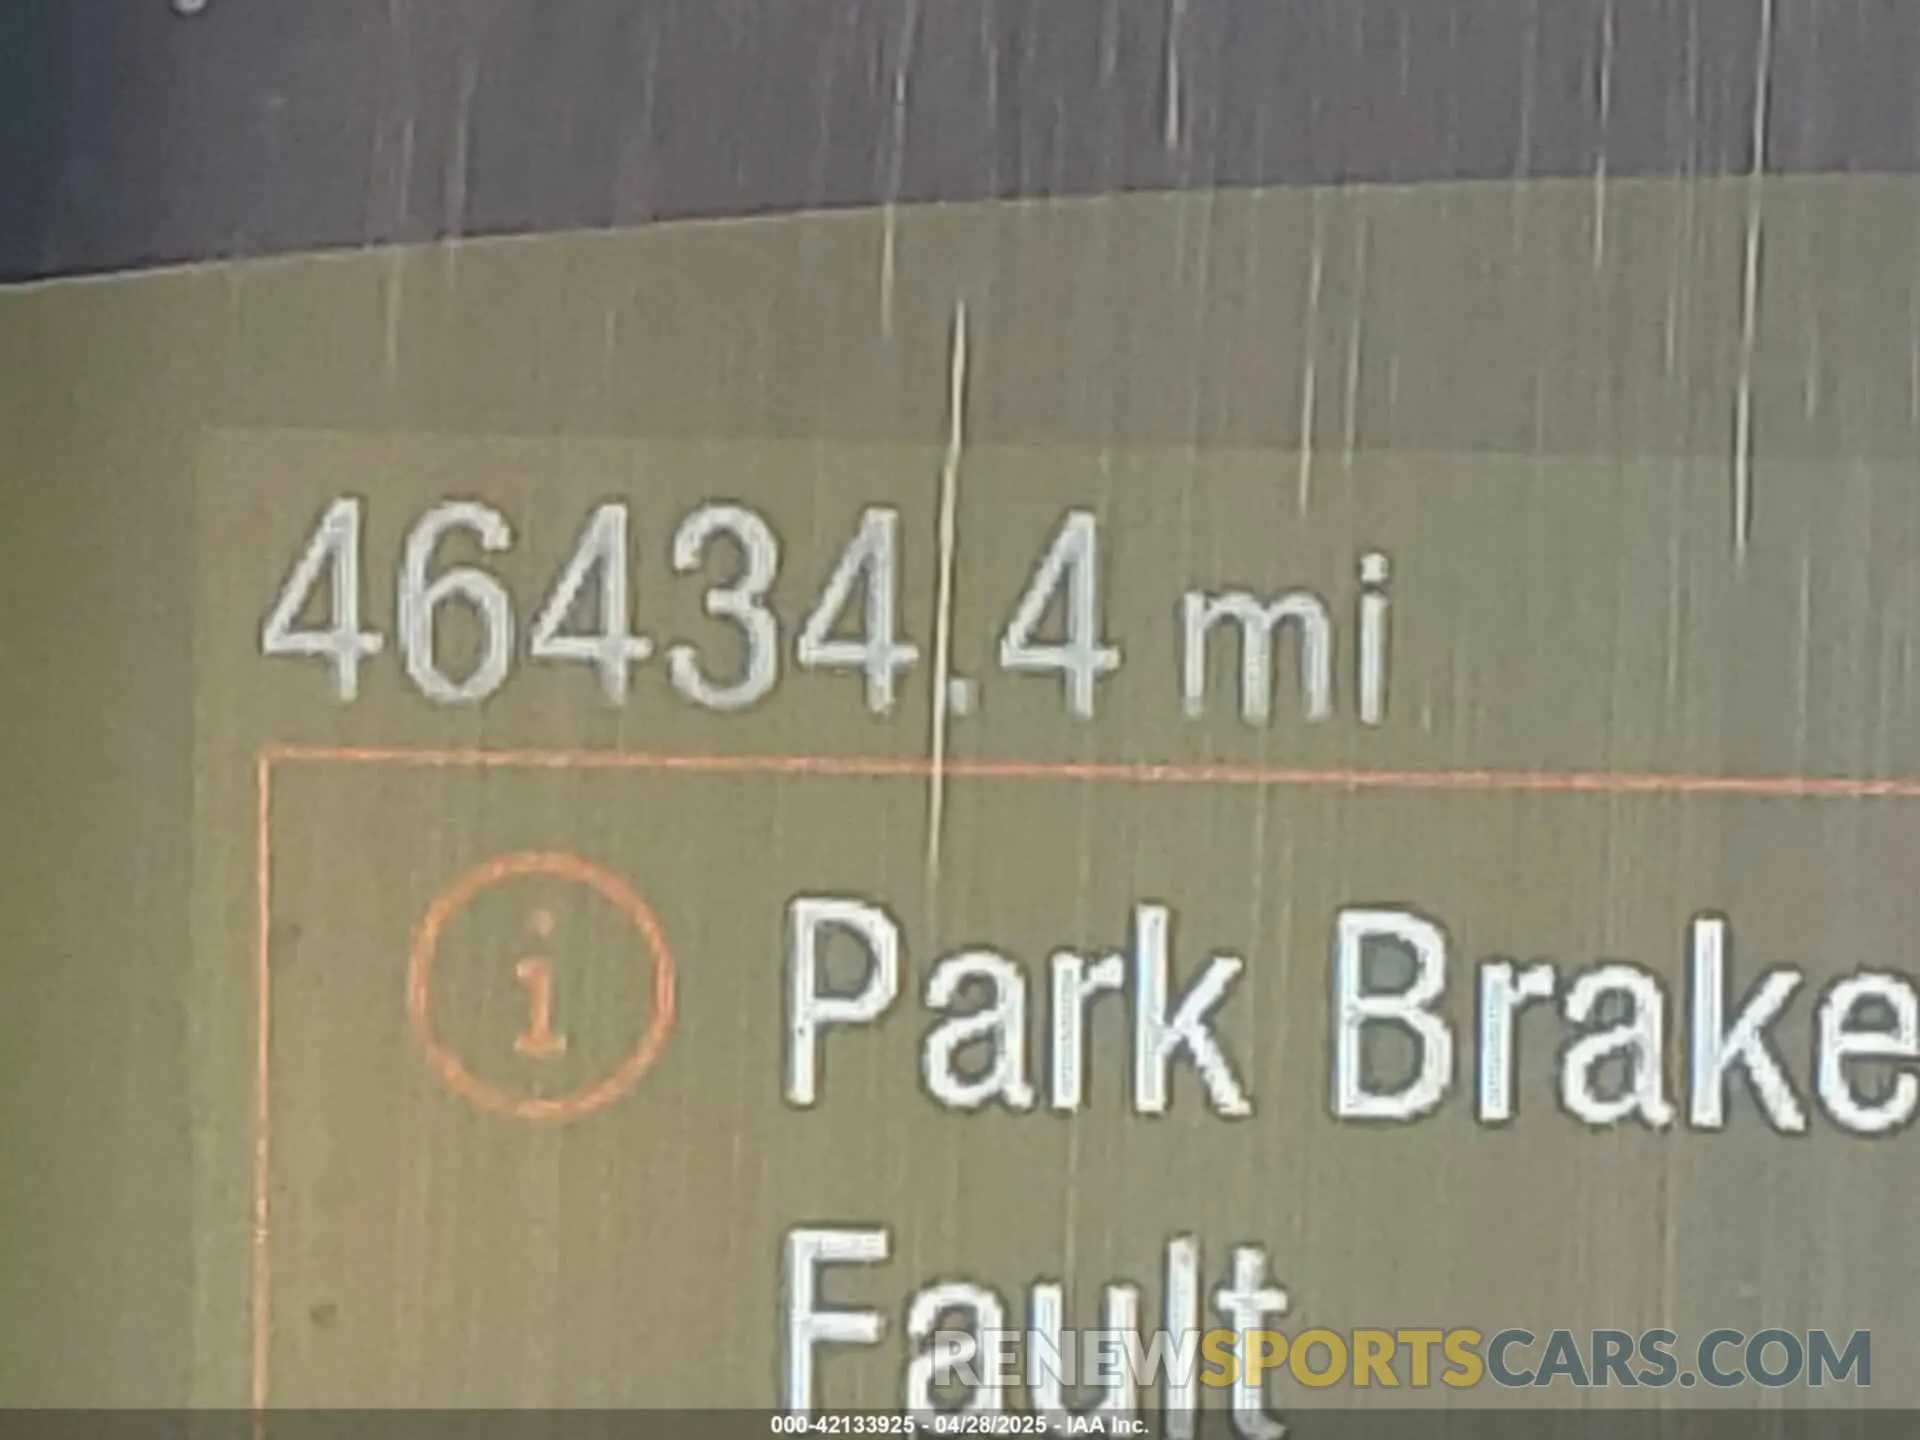 46434.4 mi
i
Park Brake
Fault
RENEWSPORTSCARS.COM
000-42133925 - 04/28/2025 - IAA Inc.